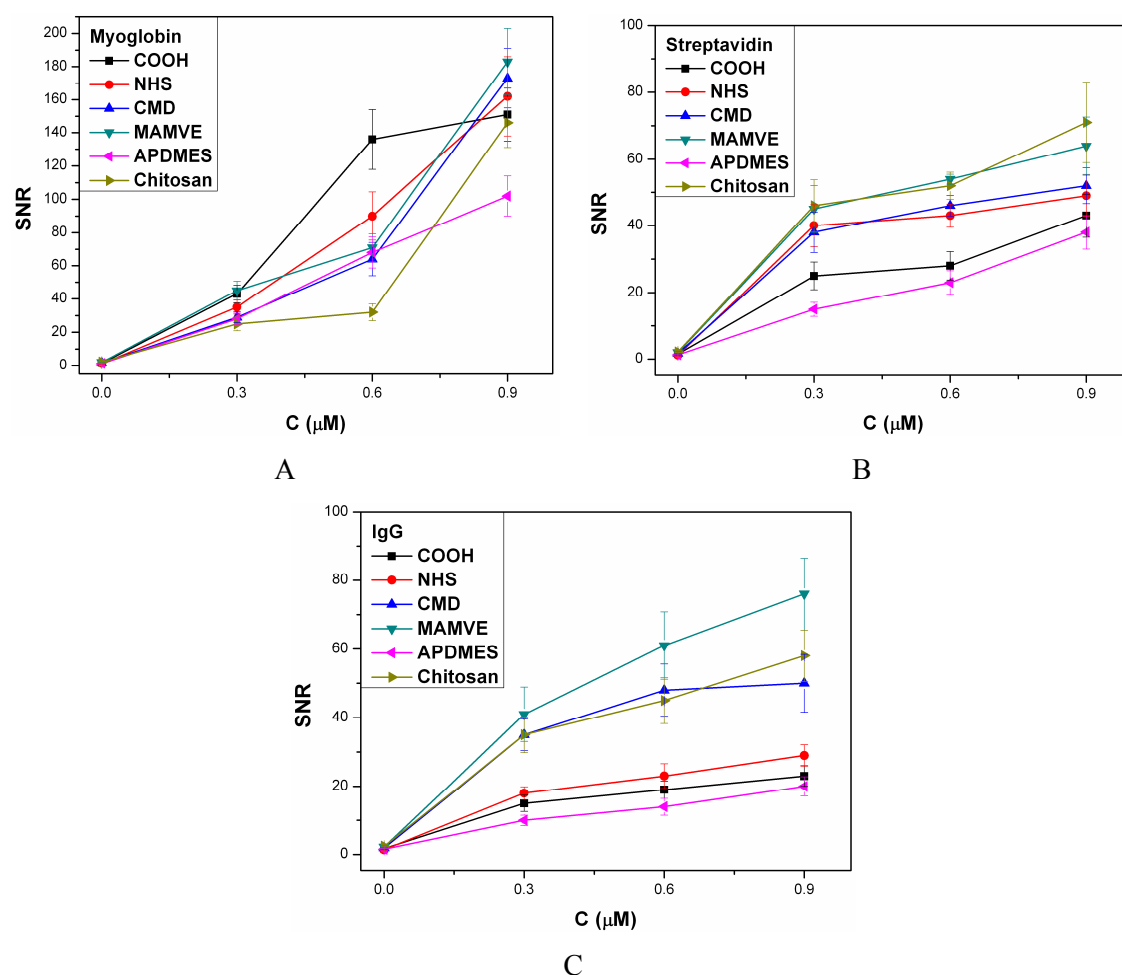 Myoglobin
COOH
NHS
CMD
MAMVE
APDMES
Chitosan
SNR
200
180
160
140
120
100
80
60
40
20
0
0.0 0.3 0.6 0.9
C (μM)
A
Streptavidin
COOH
NHS
CMD
MAMVE
APDMES
Chitosan
SNR
100
80
60
40
20
0
0.0 0.3 0.6 0.9
C (μM)
B
IgG
COOH
NHS
CMD
MAMVE
APDMES
Chitosan
SNR
100
80
60
40
20
0
0.0 0.3 0.6 0.9
C (μM)
C